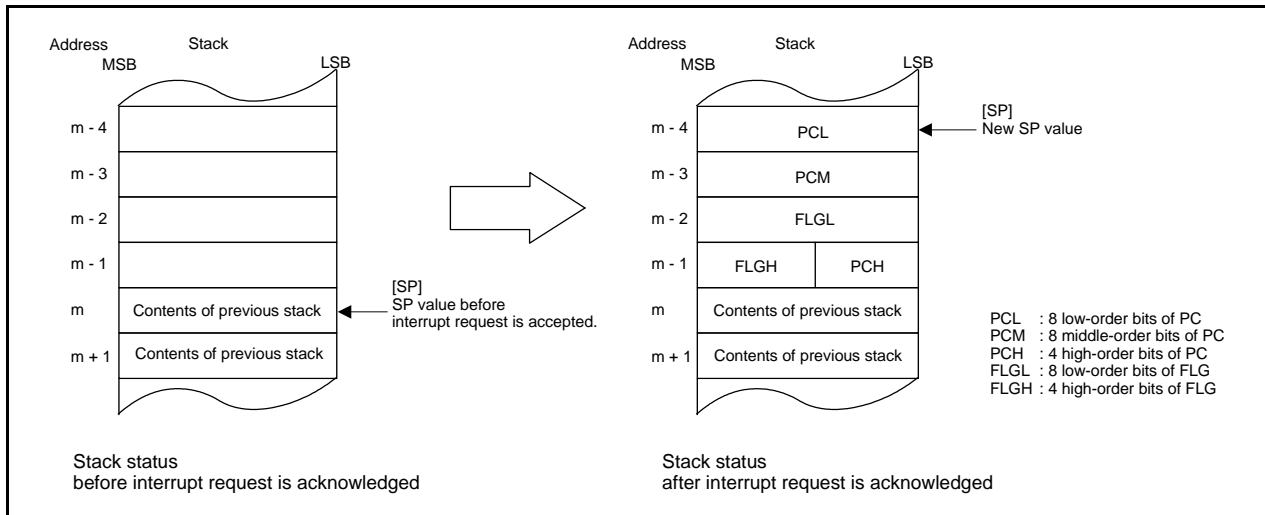 Address
Stack
MSB
LSB
m - 4
m - 3
m - 2
m - 1
m
Contents of previous stack
m + 1
Contents of previous stack
[SP]
SP value before
interrupt request is accepted.
Stack status
before interrupt request is acknowledged
Address
Stack
MSB
LSB
m - 4
PCL
m - 3
PCM
m - 2
FLGL
m - 1
FLGH
PCH
m
Contents of previous stack
m + 1
Contents of previous stack
[SP]
New SP value
PCL : 8 low-order bits of PC
PCM : 8 middle-order bits of PC
PCH : 4 high-order bits of PC
FLGL : 8 low-order bits of FLG
FLGH : 4 high-order bits of FLG
Stack status
after interrupt request is acknowledged